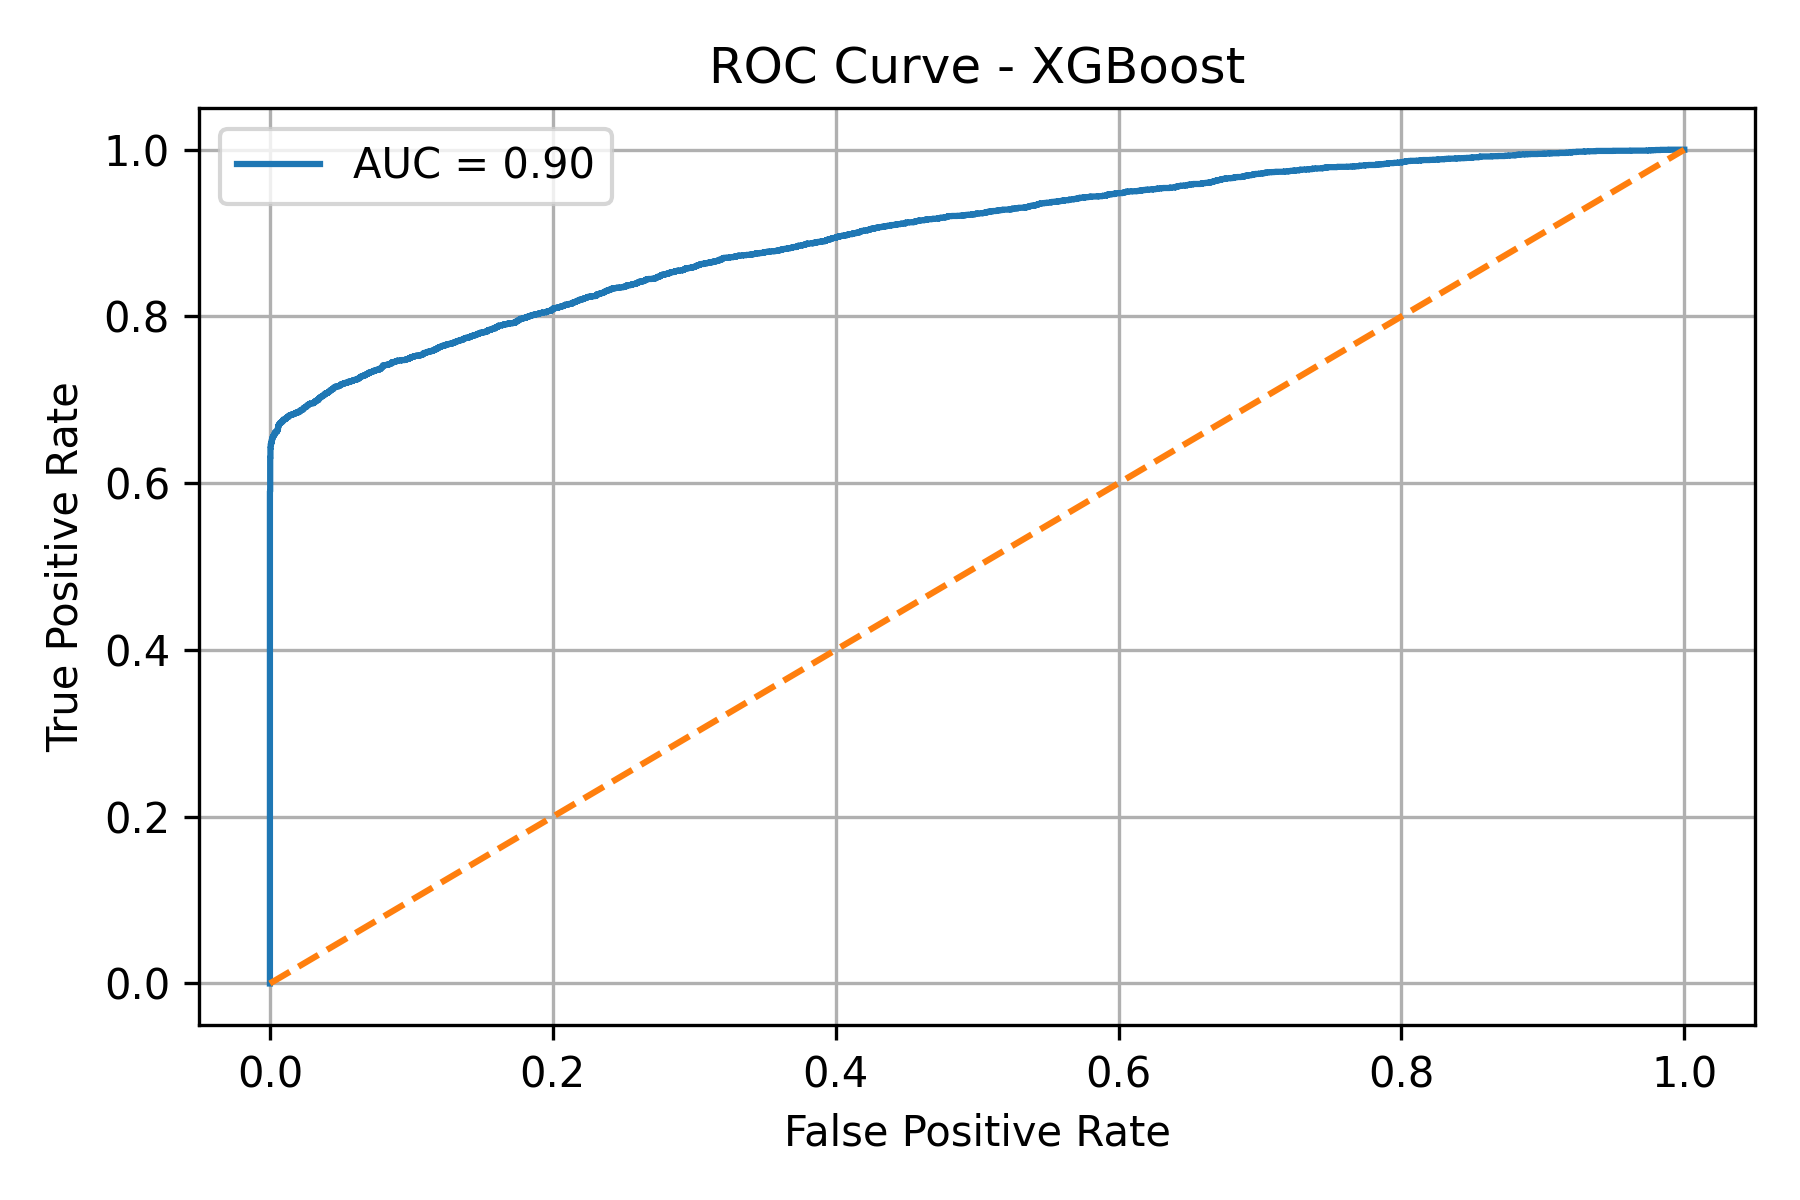 ROC Curve - XGBoost
AUC = 0.90
True Positive Rate
1.0
0.8
0.6
0.4
0.2
0.0
0.0 0.2 0.4 0.6 0.8 1.0
False Positive Rate